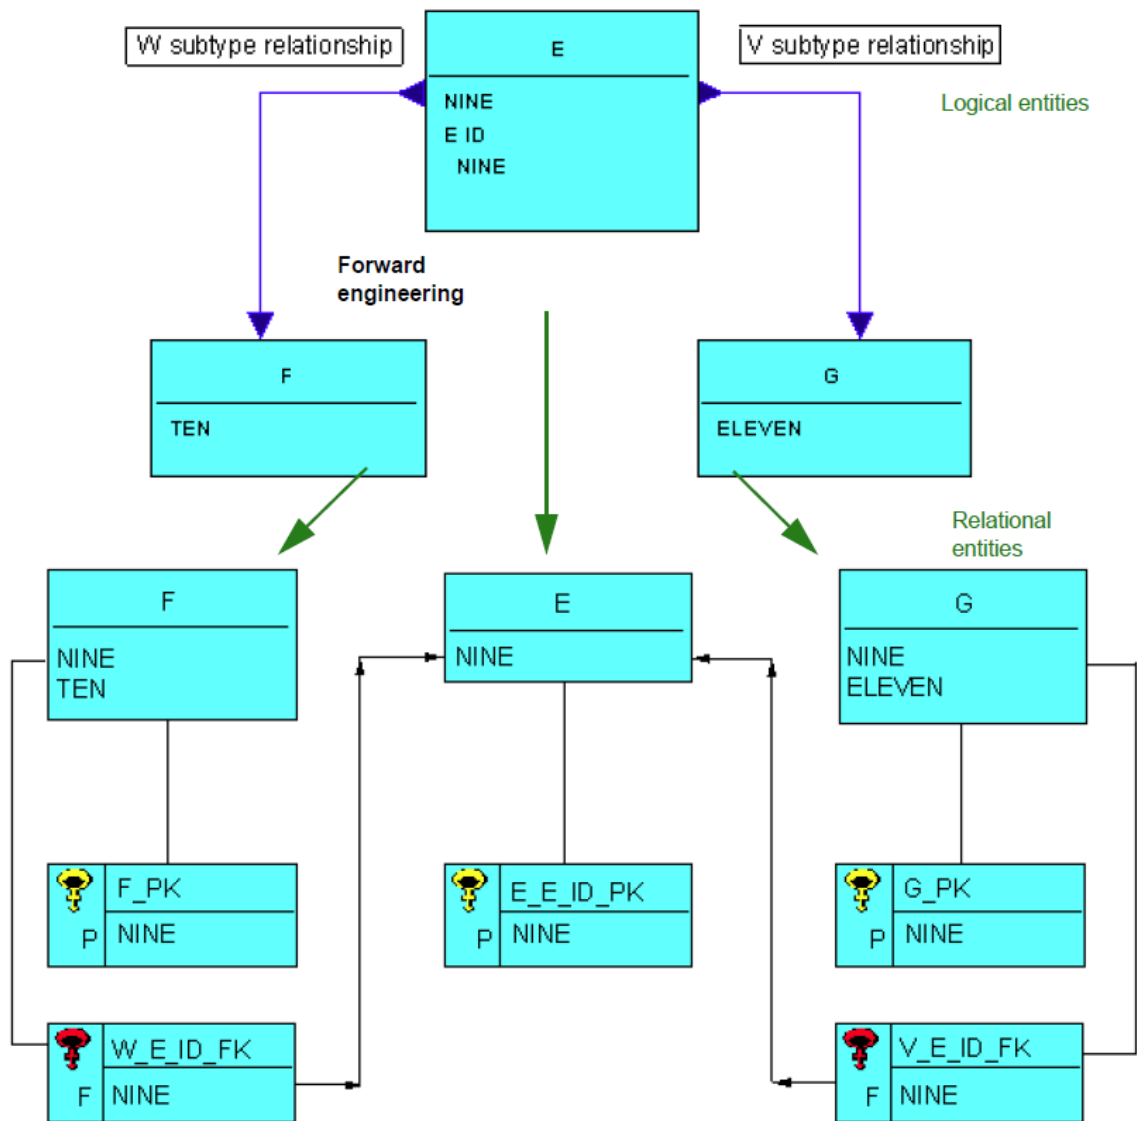 W subtype relationship
E
V subtype relationship
NINE
E ID
NINE
Logical entities
Forward
engineering
F
TEN
G
ELEVEN
Relational
entities
F
NINE
TEN
E
NINE
G
NINE
ELEVEN
F_PK
P
NINE
E_E_ID_PK
P
NINE
G_PK
P
NINE
W_E_ID_FK
F
NINE
V_E_ID_FK
F
NINE